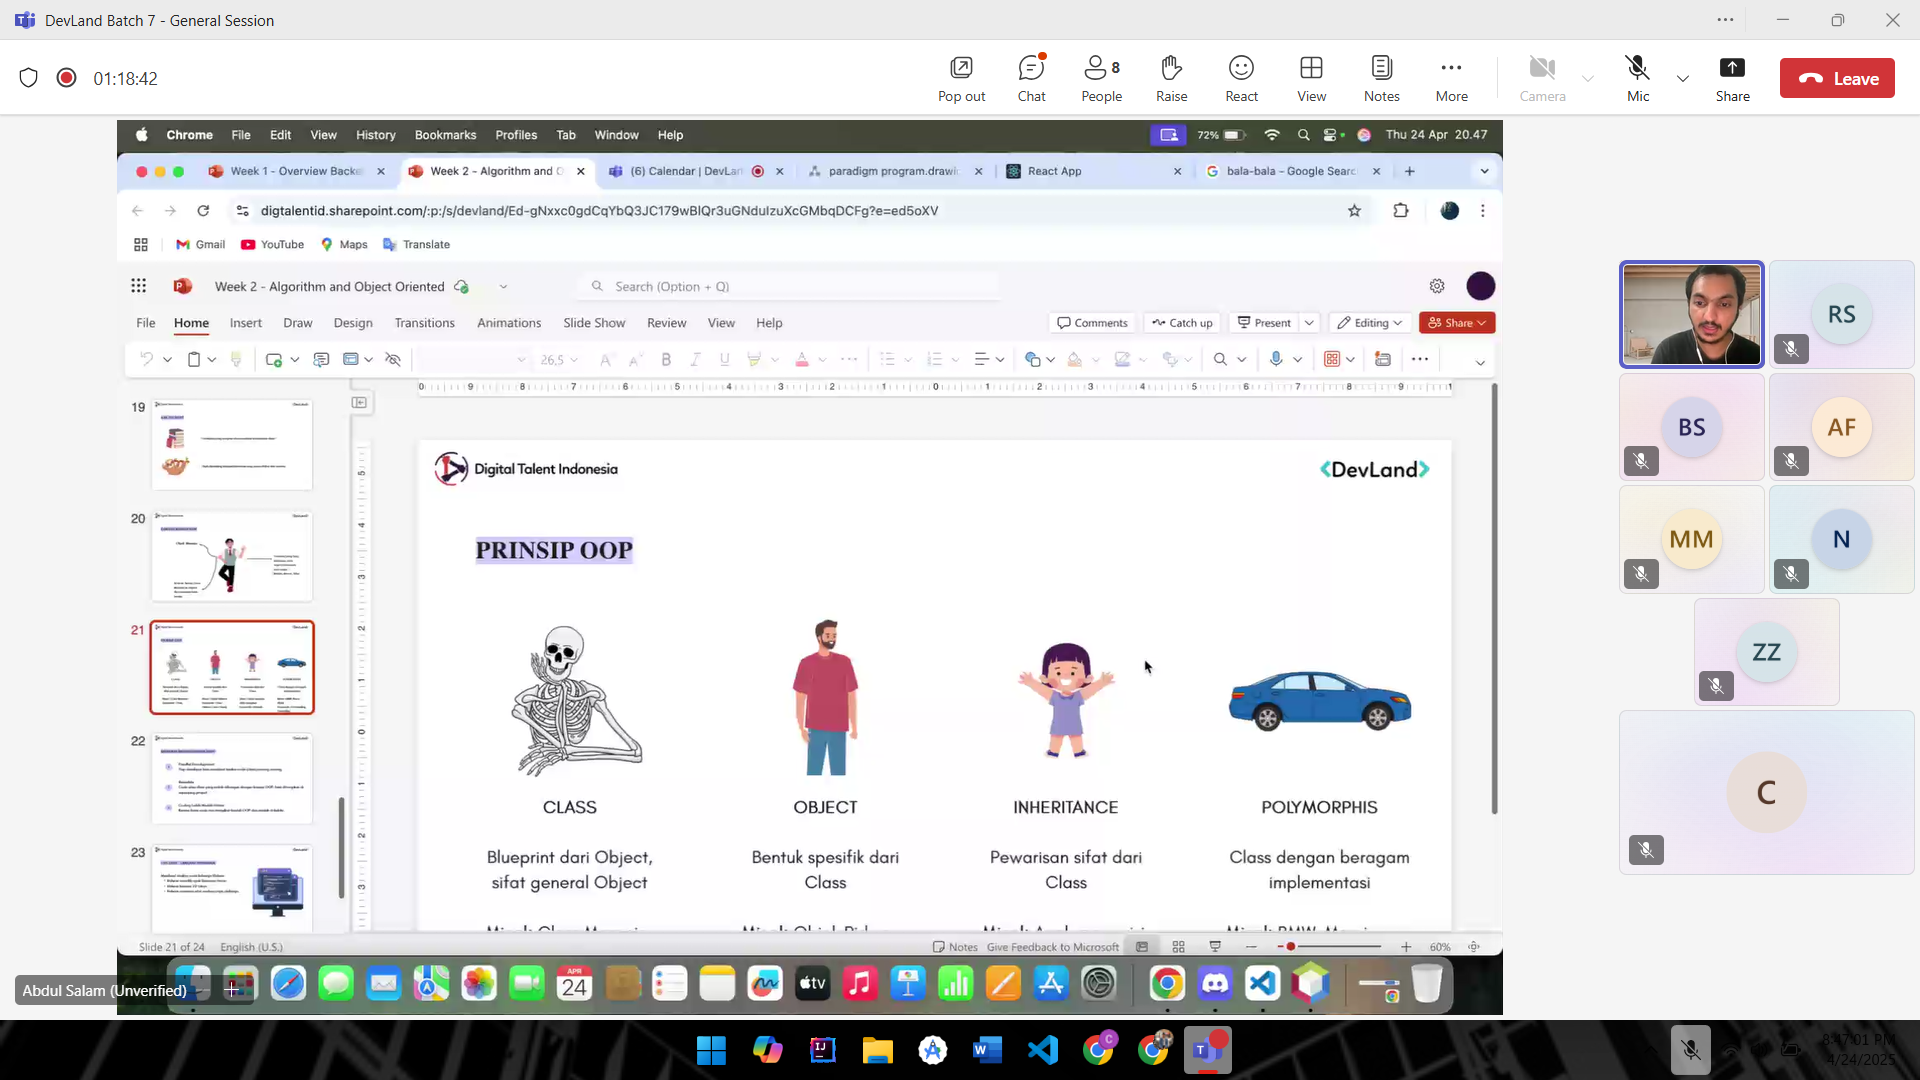 DevLand Batch 7 - General Session
01:18:42
Pop out
Chat
8
People
Raise
React
View
Notes
More
Camera
Mic
Share
Leave
Chrome File Edit View History Bookmarks Profiles Tab Window Help
72%
Thu 24 Apr 20.47
Week 1 - Overview Backe
Week 2 - Algorithm and O
(6) Calendar | DevLan
paradigm program.drawi
React App
bala-bala - Google Searc
digtalentid.sharepoint.com/:p:/s/devland/Ed-gNxxc0gdCqYbQ3JC179wBlQr3uGNduIzuXcGMbqDCFg?e=ed5oXV
Gmail YouTube Maps Translate
Week 2 - Algorithm and Object Oriented
Search (Option + Q)
File Home Insert Draw Design Transitions Animations Slide Show Review View Help
Comments Catch up Present Editing Share
26,5
19
20
21
22
23
Digital Talent Indonesia
<DevLand>
PRINSIP OOP
CLASS
Blueprint dari Object,
sifat general Object
OBJECT
Bentuk spesifik dari
Class
INHERITANCE
Pewarisan sifat dari
Class
POLYMORPHIS
Class dengan beragam
implementasi
Slide 21 of 24 English (U.S.)
Notes Give Feedback to Microsoft
60%
APR
24
tv
Abdul Salam (Unverified)
RS
BS
AF
MM
N
ZZ
C
8:47:01 PM
4/24/2025